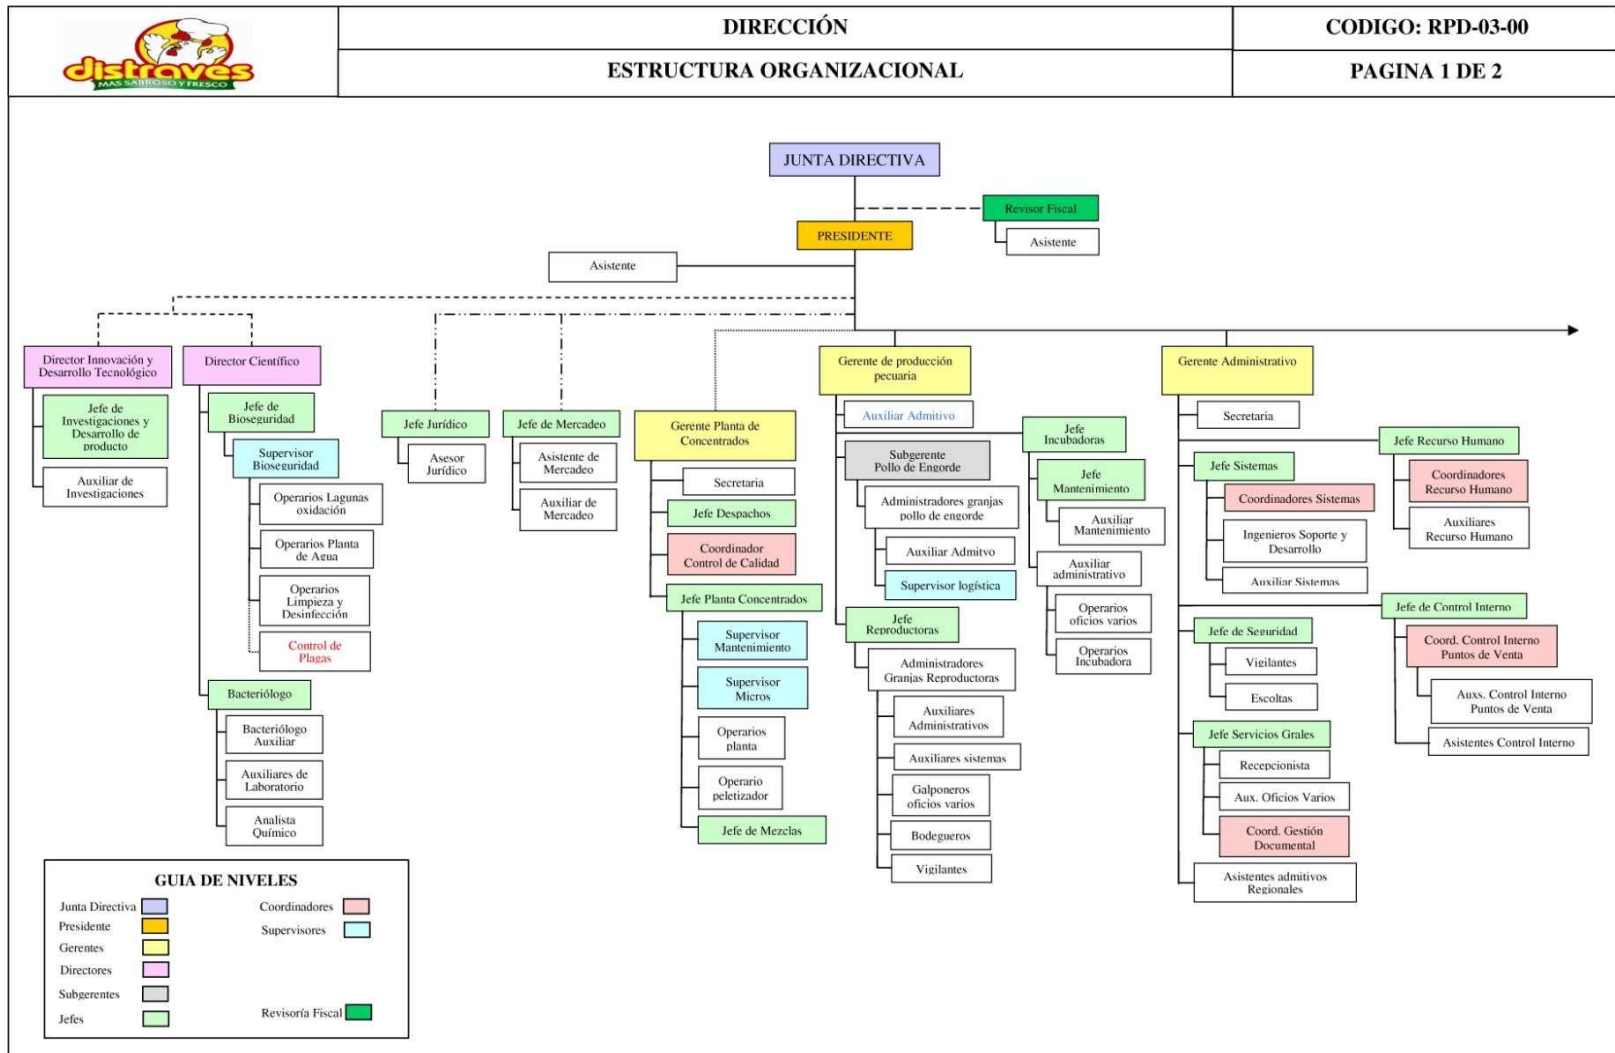 distraves
MAS SABROSO Y FRESCO
DIRECCIÓN
ESTRUCTURA ORGANIZACIONAL
CODIGO: RPD-03-00
PAGINA 1 DE 2
JUNTA DIRECTIVA
Revisor Fiscal
Asistente
PRESIDENTE
Asistente
Director Innovación y
Desarrollo Tecnológico
Jefe de
Investigaciones y
Desarrollo de
producto
Auxiliar de
Investigaciones
Director Científico
Jefe de
Bioseguridad
Supervisor
Bioseguridad
Operarios Lagunas
oxidación
Operarios Planta
de Agua
Operarios
Limpieza y
Desinfección
Control de
Plagas
Bacteriólogo
Bacteriólogo
Auxiliar
Auxiliares de
Laboratorio
Analista
Químico
Jefe Jurídico
Asesor
Jurídico
Jefe de Mercadeo
Asistente de
Mercadeo
Auxiliar de
Mercadeo
Gerente Planta de
Concentrados
Secretaria
Jefe Despachos
Coordinador
Control de Calidad
Jefe Planta Concentrados
Supervisor
Mantenimiento
Supervisor
Micros
Operarios
planta
Operario
peletizador
Jefe de Mezclas
Gerente de producción
pecuaria
Auxiliar Admitivo
Subgerente
Pollo de Engorde
Administradores granjas
pollo de engorde
Auxiliar Admitvo
Supervisor logística
Jefe
Reproductoras
Administradores
Granjas Reproductoras
Auxiliares
Administrativos
Auxiliares sistemas
Galponeros
oficios varios
Bodegueros
Vigilantes
Jefe
Incubadoras
Jefe
Mantenimiento
Auxiliar
Mantenimiento
Auxiliar
administrativo
Operarios
oficios varios
Operarios
Incubadora
Gerente Administrativo
Secretaria
Jefe Sistemas
Coordinadores Sistemas
Ingenieros Soporte y
Desarrollo
Auxiliar Sistemas
Jefe de Seguridad
Vigilantes
Escoltas
Jefe Servicios Grales
Recepcionista
Aux. Oficios Varios
Coord. Gestión
Documental
Asistentes admitivos
Regionales
Jefe Recurso Humano
Coordinadores
Recurso Humano
Auxiliares
Recurso Humano
Jefe de Control Interno
Coord. Control Interno
Puntos de Venta
Auxs. Control Interno
Puntos de Venta
Asistentes Control Interno
GUIA DE NIVELES
Junta Directiva
Presidente
Gerentes
Directores
Subgerentes
Jefes
Coordinadores
Supervisores
Revisoría Fiscal